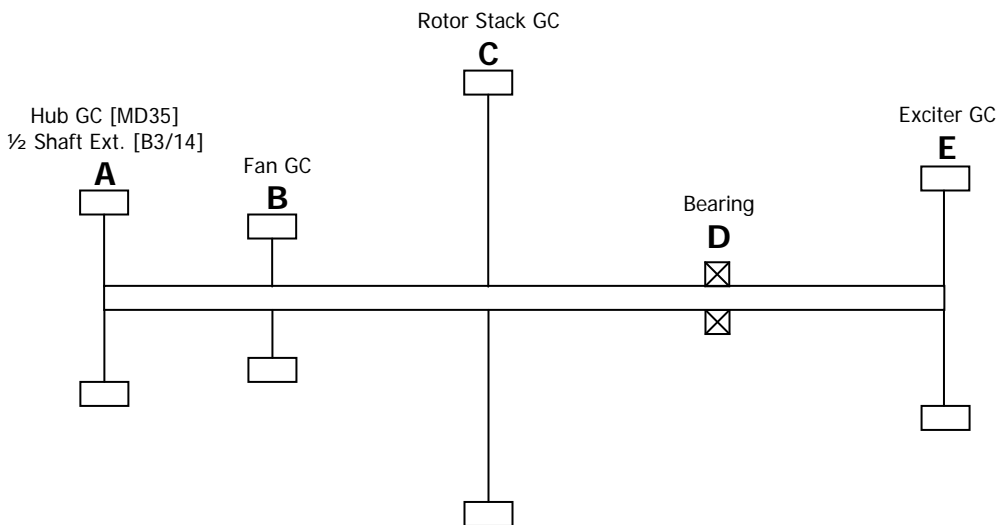 Rotor Stack GC
C
Hub GC [MD35]
½ Shaft Ext. [B3/14]
A
Fan GC
B
Bearing
D
Exciter GC
E